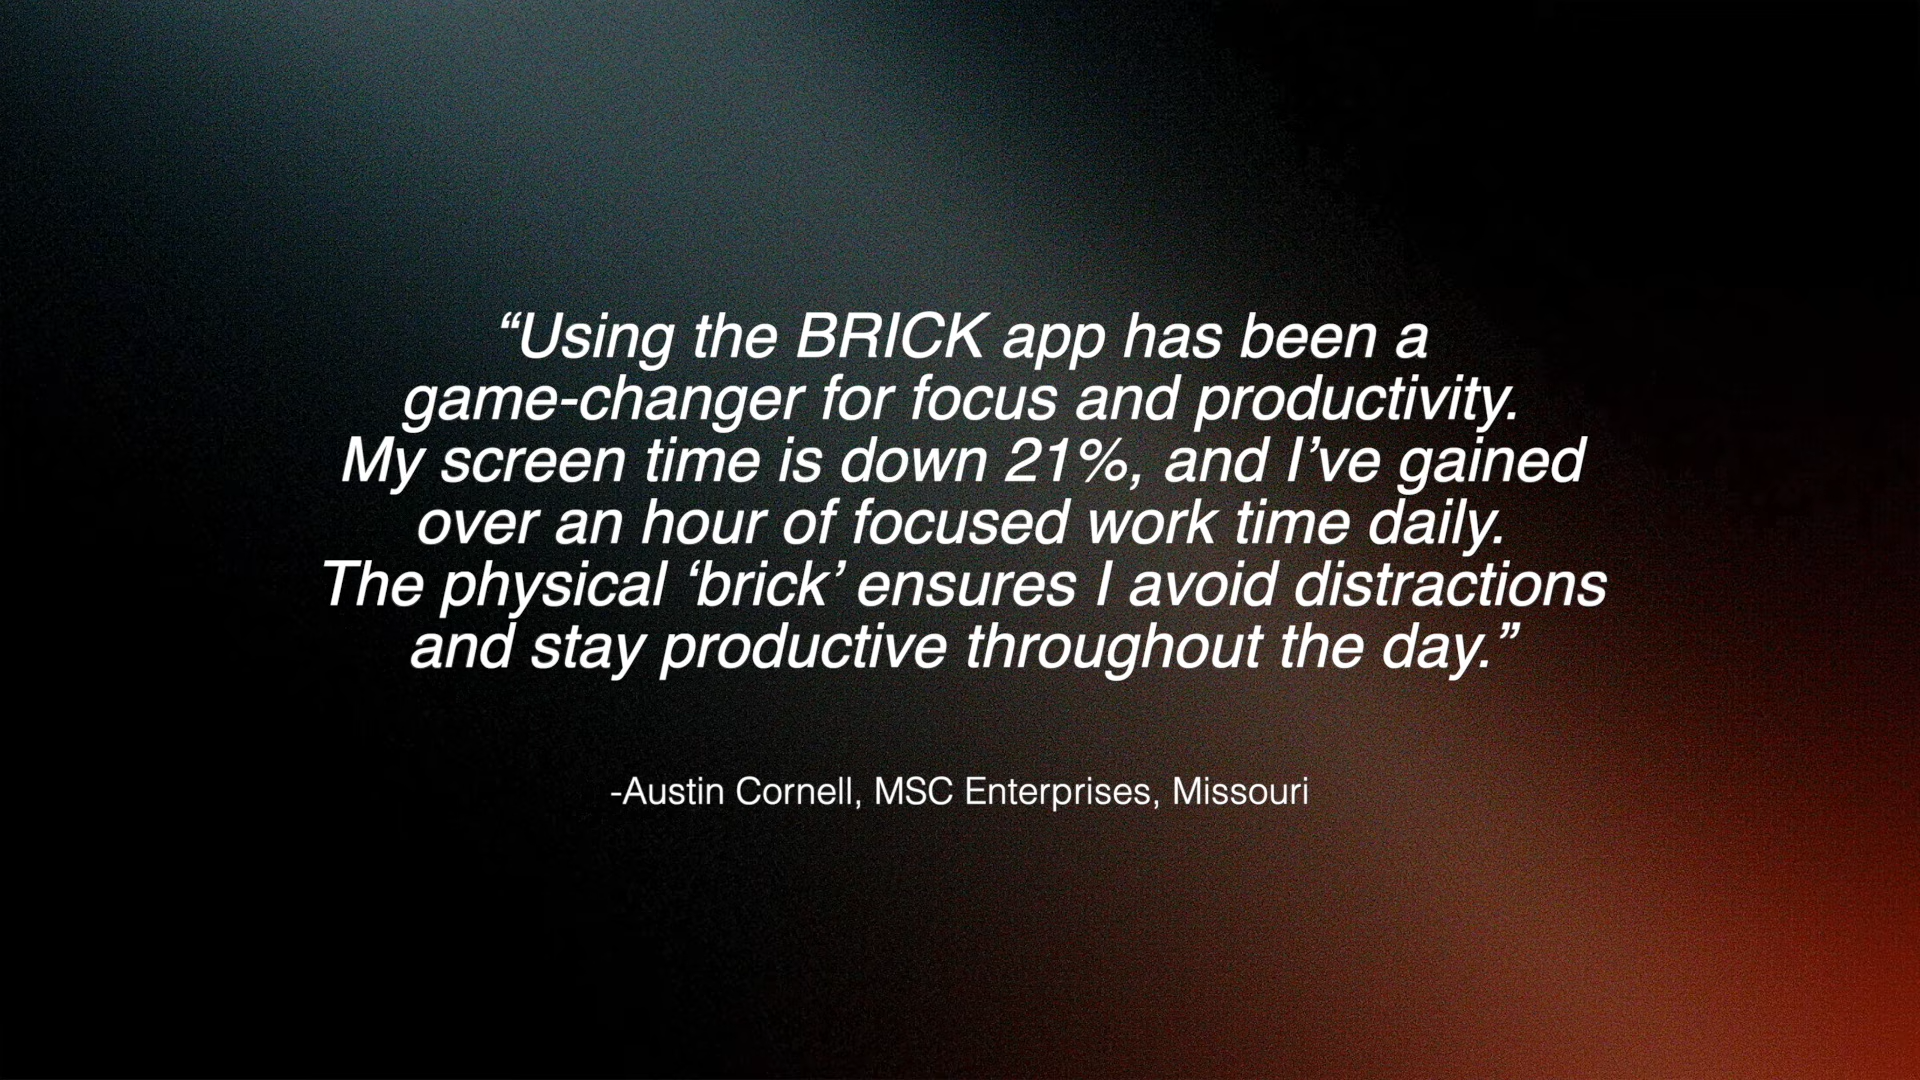 “Using the BRICK app has been a
game-changer for focus and productivity.
My screen time is down 21%, and I’ve gained
over an hour of focused work time daily.
The physical ‘brick’ ensures I avoid distractions
and stay productive throughout the day.”
-Austin Cornell, MSC Enterprises, Missouri